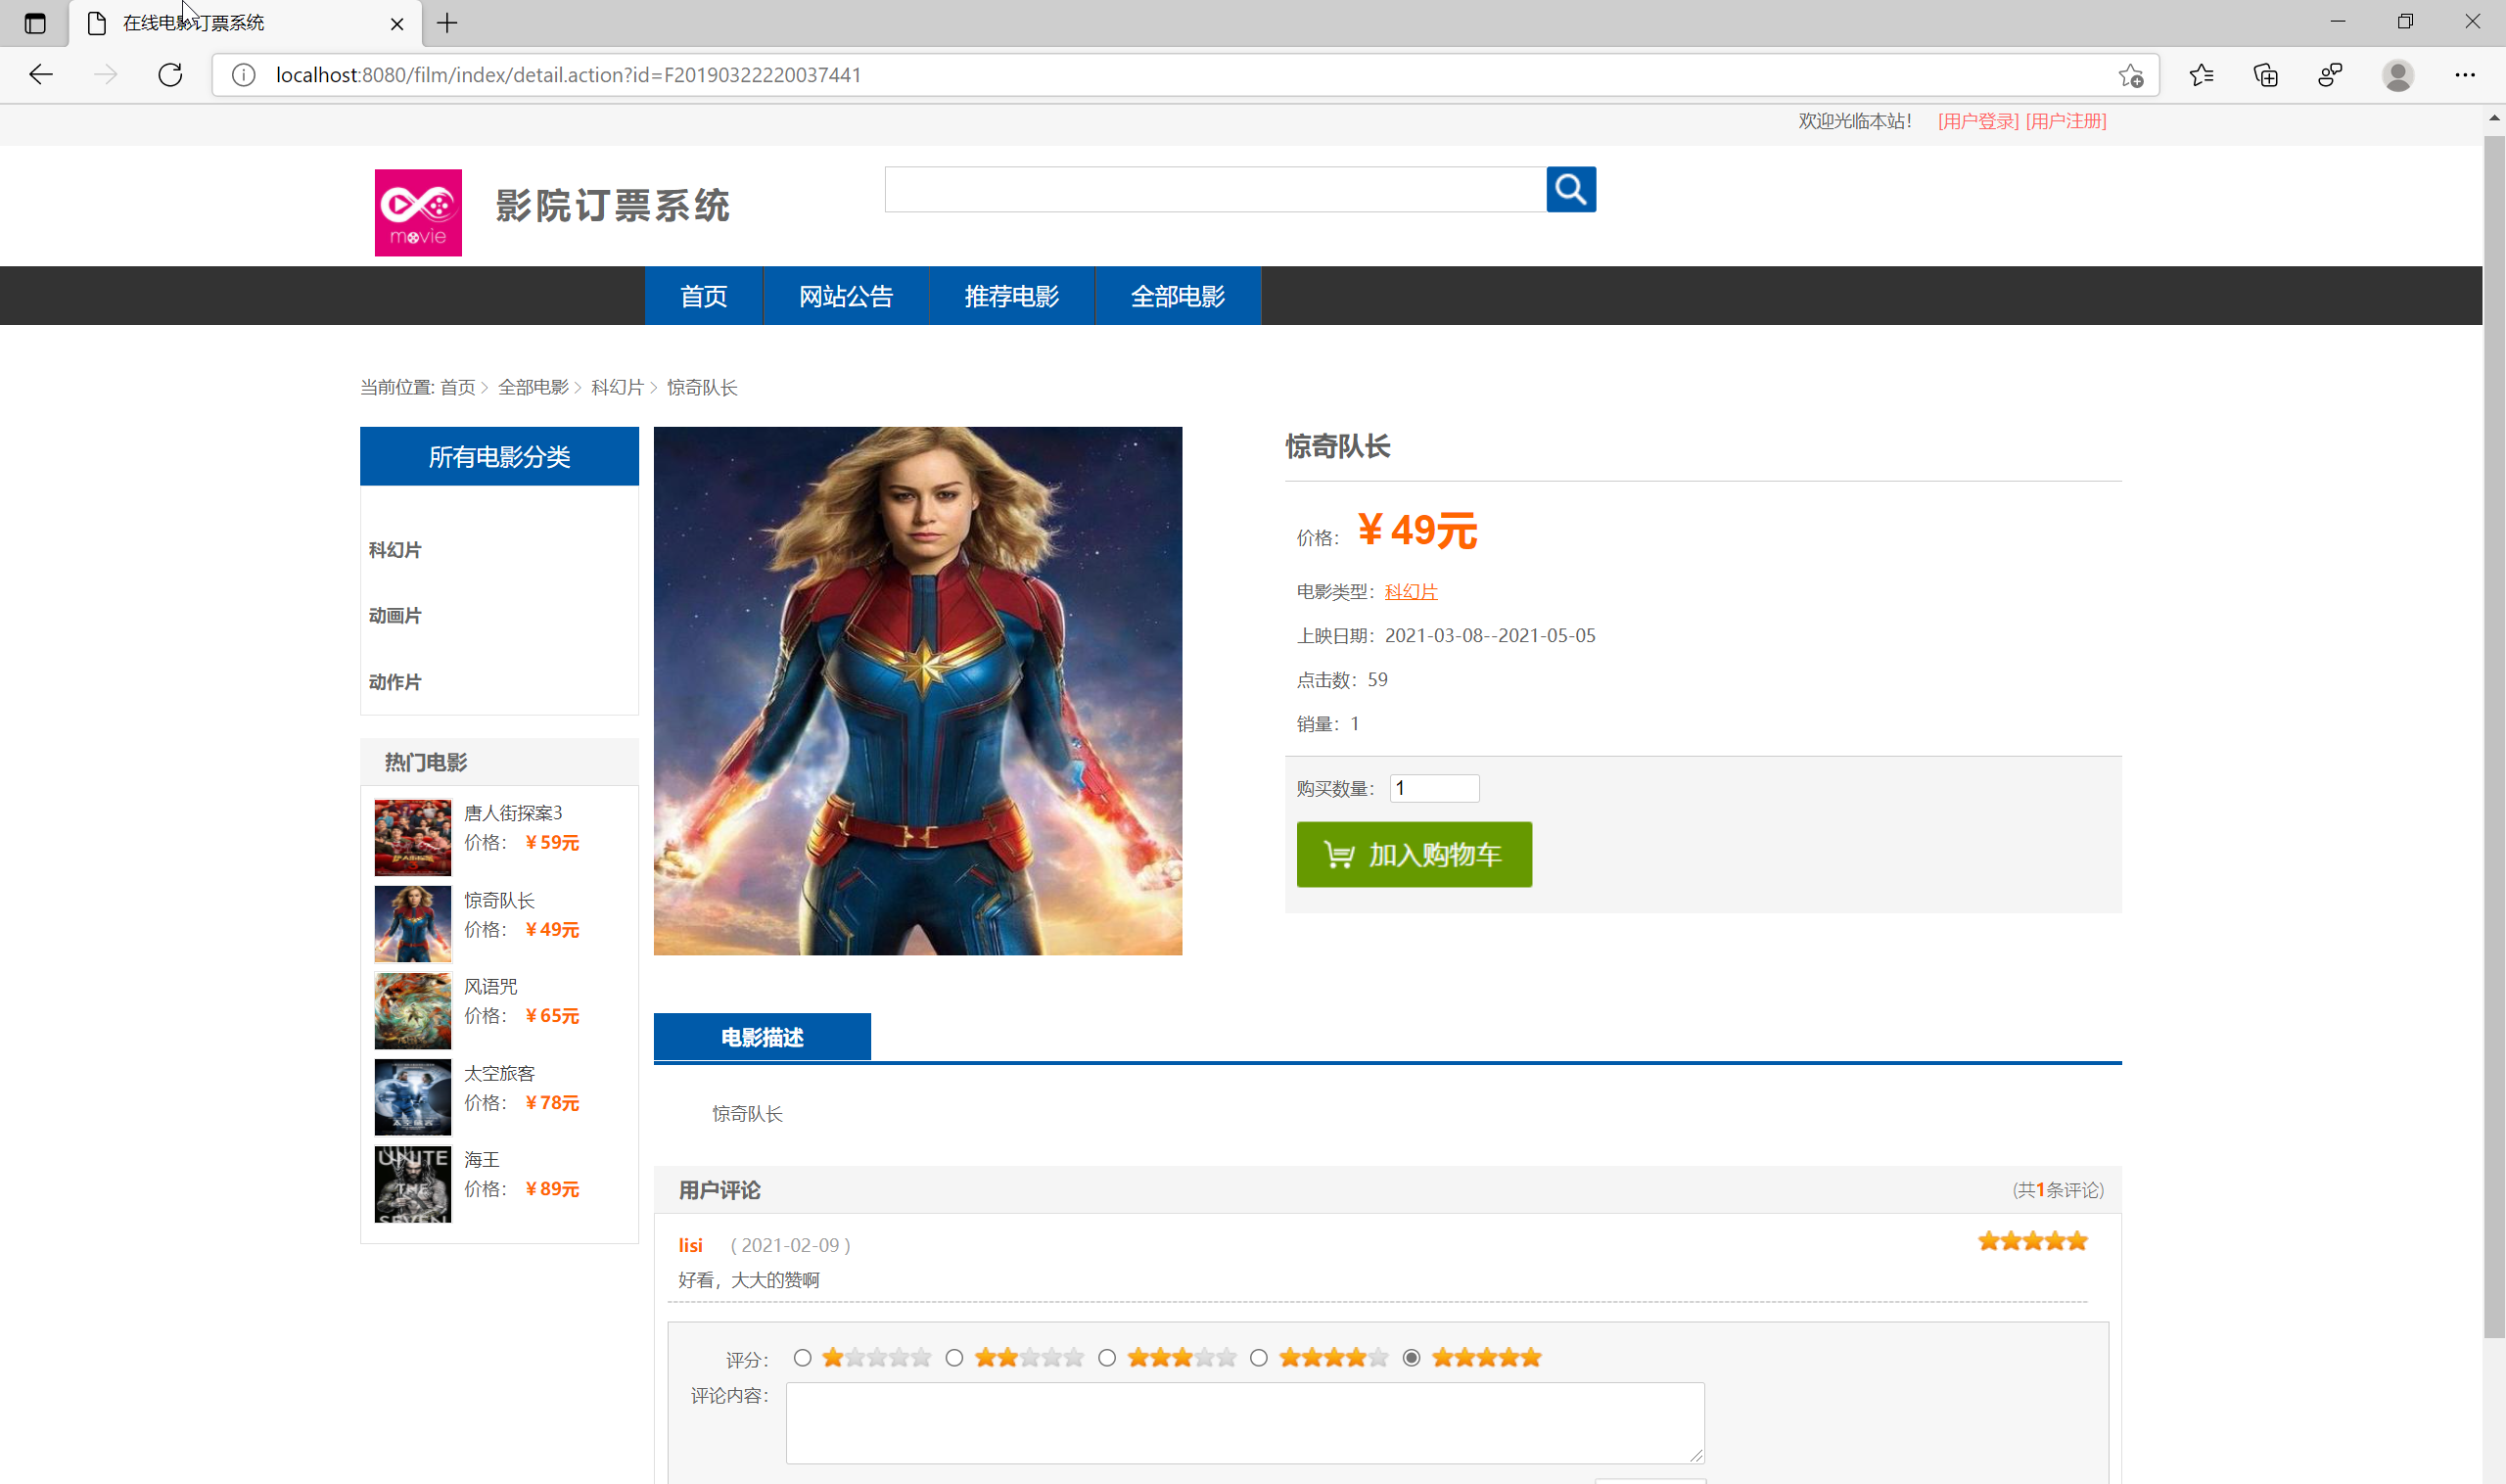 在线电影订票系统
localhost:8080/film/index/detail.action?id=F20190322220037441
欢迎光临本站! [用户登录] [用户注册]
movie
影院订票系统
首页 网站公告 推荐电影 全部电影
当前位置: 首页 > 全部电影 > 科幻片 > 惊奇队长
所有电影分类
科幻片
动画片
动作片
热门电影
唐人街探案3
价格: ¥59元
惊奇队长
价格: ¥49元
风语咒
价格: ¥65元
太空旅客
价格: ¥78元
UNITE
THE
SEVEN
海王
价格: ¥89元
惊奇队长
价格: ¥49元
电影类型: 科幻片
上映日期: 2021-03-08--2021-05-05
点击数: 59
销量: 1
购买数量: 1
加入购物车
电影描述
惊奇队长
用户评论 (共1条评论)
lisi ( 2021-02-09 )
好看，大大的赞啊
评分:
评论内容: